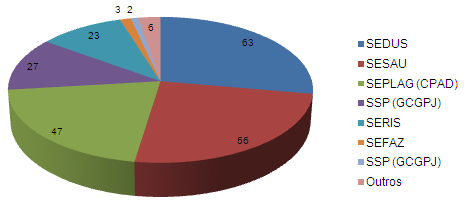 3 2
6
63
23
27
47
56
SEDUS
SESAU
SEPLAG (CPAD)
SSP (GCGPJ)
SERIS
SEFAZ
SSP (GCGPJ)
Outros